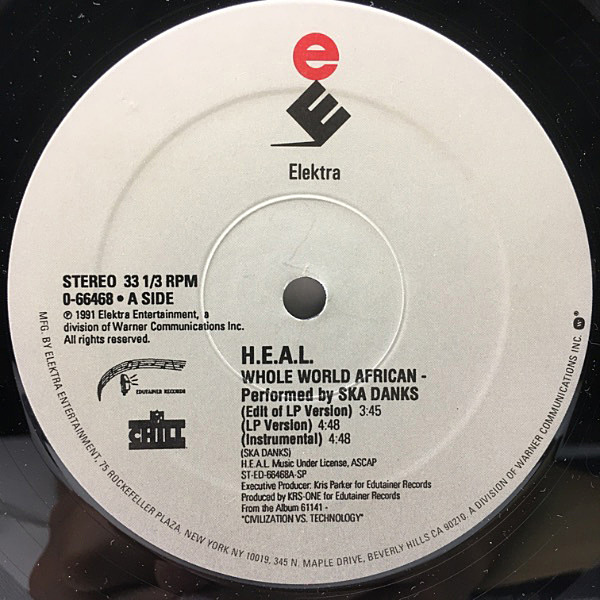 e
E
Elektra
STEREO 33 1/3 RPM
0-66468 • A SIDE
℗ 1991 Elektra Entertainment, a
division of Warner Communications Inc.
All rights reserved.
EDUTAINER RECORDS
CHILL
H.E.A.L.
WHOLE WORLD AFRICAN -
Performed by SKA DANKS
(Edit of LP Version) 3:45
(LP Version) 4:48
(Instrumental) 4:48
(SKA DANKS)
H.E.A.L. Music Under License, ASCAP
ST-ED-66468A-SP
Executive Producer: Kris Parker for Edutainer Records
Produced by KRS-ONE for Edutainer Records
From the Album 61141 -
"CIVILIZATION VS. TECHNOLOGY"
MFG. BY ELEKTRA ENTERTAINMENT, 75 ROCKEFELLER PLAZA, NEW YORK NY 10019, 345 N. MAPLE DRIVE, BEVERLY HILLS CA 90210. A DIVISION OF WARNER COMMUNICATIONS INC.